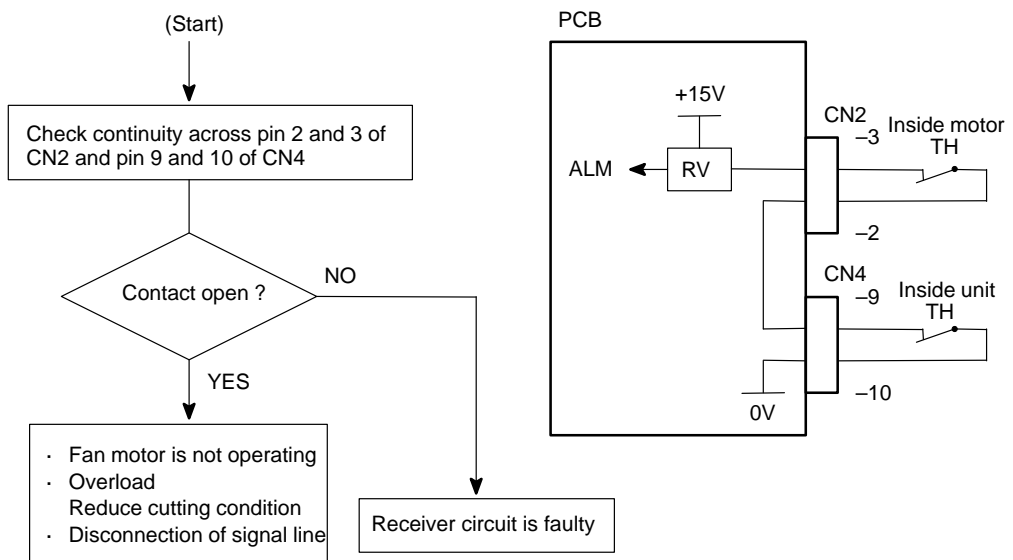 (Start)
Check continuity across pin 2 and 3 of
CN2 and pin 9 and 10 of CN4
Contact open ?
NO
YES
· Fan motor is not operating
· Overload
Reduce cutting condition
· Disconnection of signal line
Receiver circuit is faulty
PCB
+15V
ALM
RV
CN2
–3
Inside motor
TH
–2
CN4
–9
Inside unit
TH
–10
0V